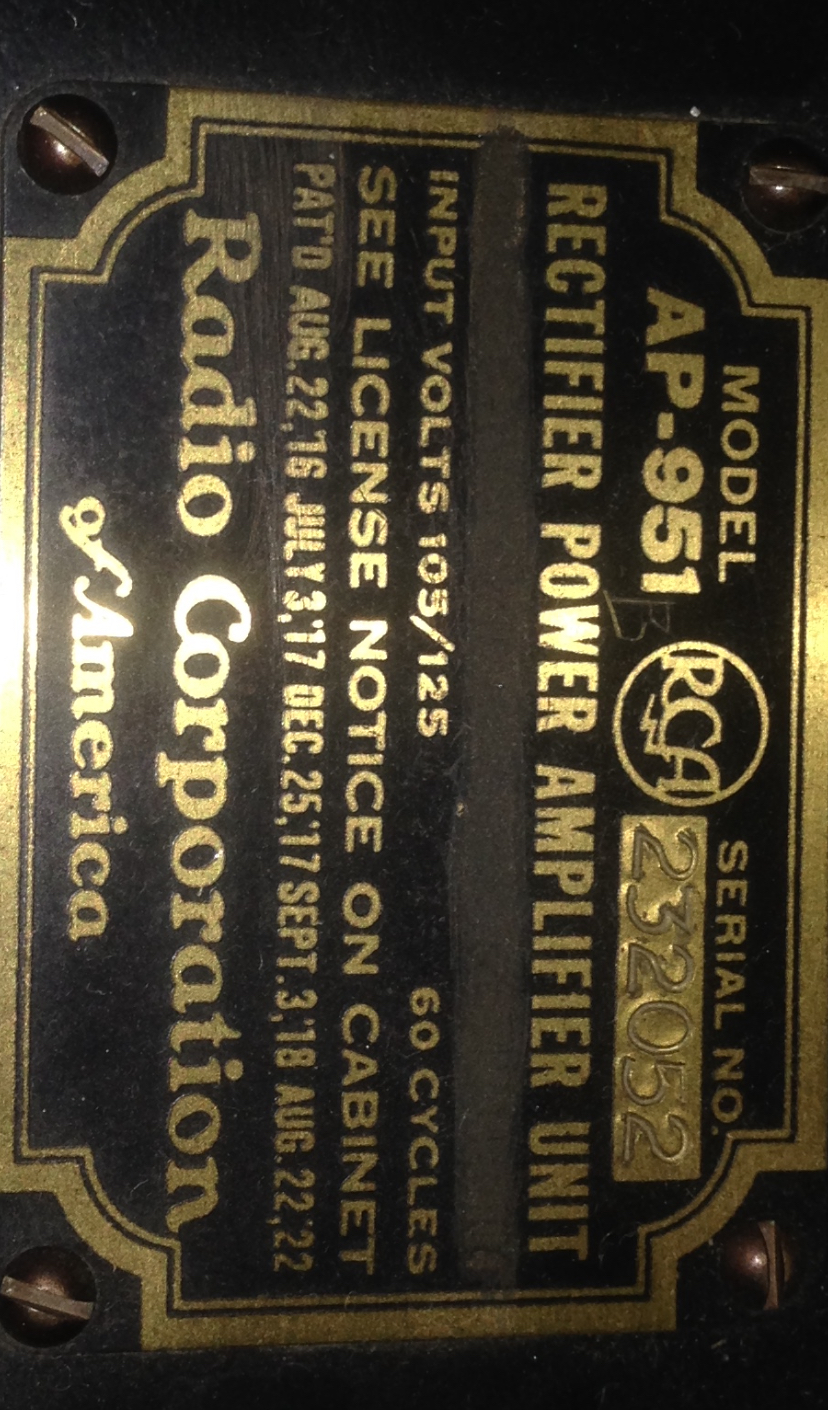 MODEL SERIAL NO.
AP-951 B RCA 232052
RECTIFIER POWER AMPLIFIER UNIT
INPUT VOLTS 105/125 60 CYCLES
SEE LICENSE NOTICE ON CABINET
PAT'D AUG.22,'16 JULY 3,'17 DEC.25,'17 SEPT.3,'18 AUG.22,'22
Radio Corporation
of America